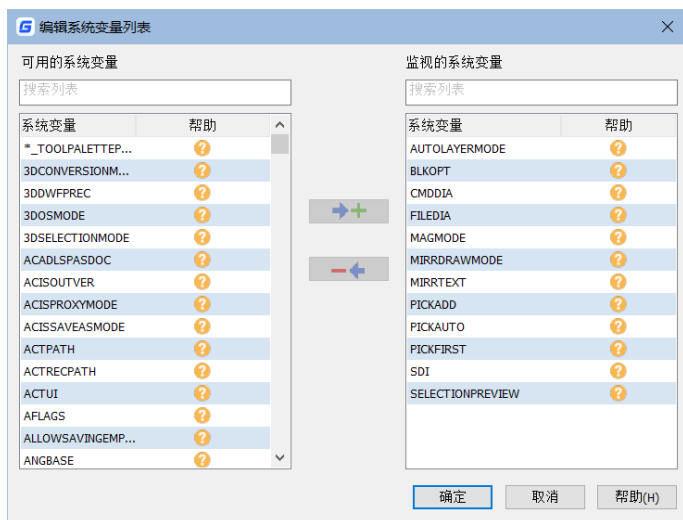 编辑系统变量列表
可用的系统变量
搜索列表
系统变量 帮助
*_TOOLPALETTEP...
3DCONVERSIONM...
3DDWFPREC
3DOSMODE
3DSELECTIONMODE
ACADLSPASDOC
ACISOUTVER
ACISPROXYMODE
ACISSAVEASMODE
ACTPATH
ACTRECPATH
ACTUI
AFLAGS
ALLOWSAVINGEMP...
ANGBASE
监视的系统变量
搜索列表
系统变量 帮助
AUTOLAYERMODE
BLKOPT
CMDDIA
FILEDIA
MAGMODE
MIRRDRAWMODE
MIRRTEXT
PICKADD
PICKAUTO
PICKFIRST
SDI
SELECTIONPREVIEW
确定 取消 帮助(H)